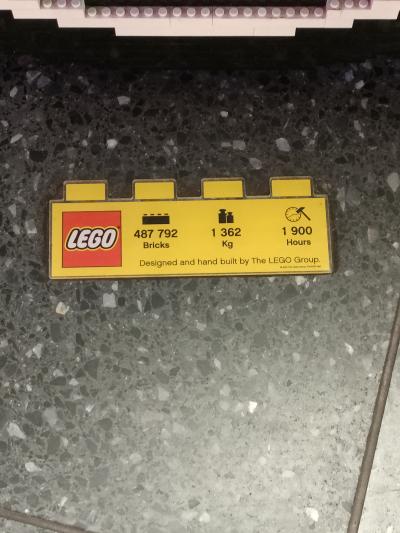 LEGO
487 792
Bricks
1 362
Kg
1 900
Hours
Designed and hand built by The LEGO Group.